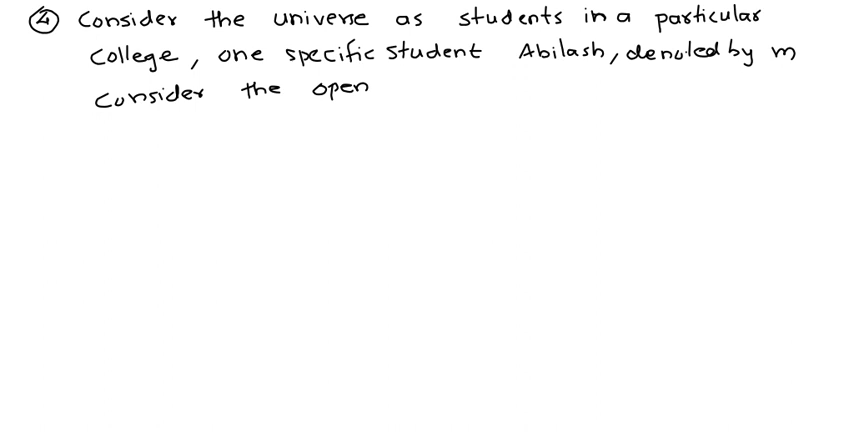 ④ Consider the universe as students in a particular
College, one specific student Abilash, denoted by m
Consider the open